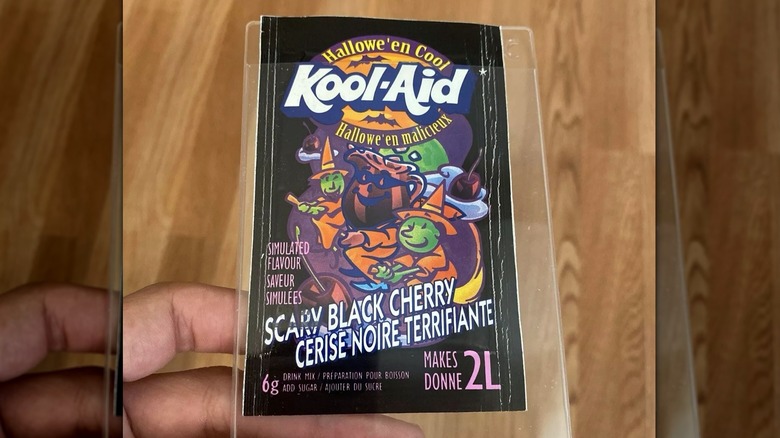 Hallowe'en Cool
Kool-Aid
Hallowe'en malicieux
SIMULATED
FLAVOUR
SAVEUR
SIMULÉES
SCARY BLACK CHERRY
CERISE NOIRE TERRIFIANTE
6g DRINK MIX / PREPARATION POUR BOISSON
ADD SUGAR / AJOUTER DU SUCRE
MAKES
DONNE 2L